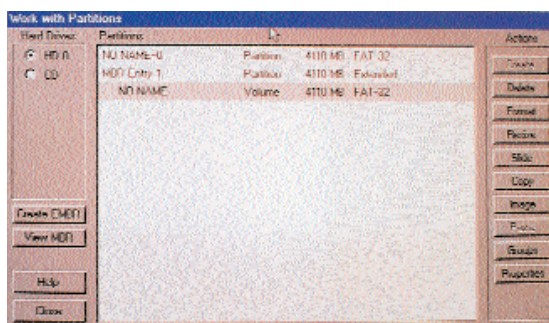 Work with Partitions
Hard Drives
Partitions
Actions
HD 0
CD
NO NAME-0 Partition 4110 MB FAT-32
MBR Entry 1 Partition 4110 MB Extended
NO NAME Volume 4110 MB FAT-32
Create
Delete
Format
Resize
Slide
Copy
Image
Groups
Properties
Create EMBR
View MBR
Help
Close